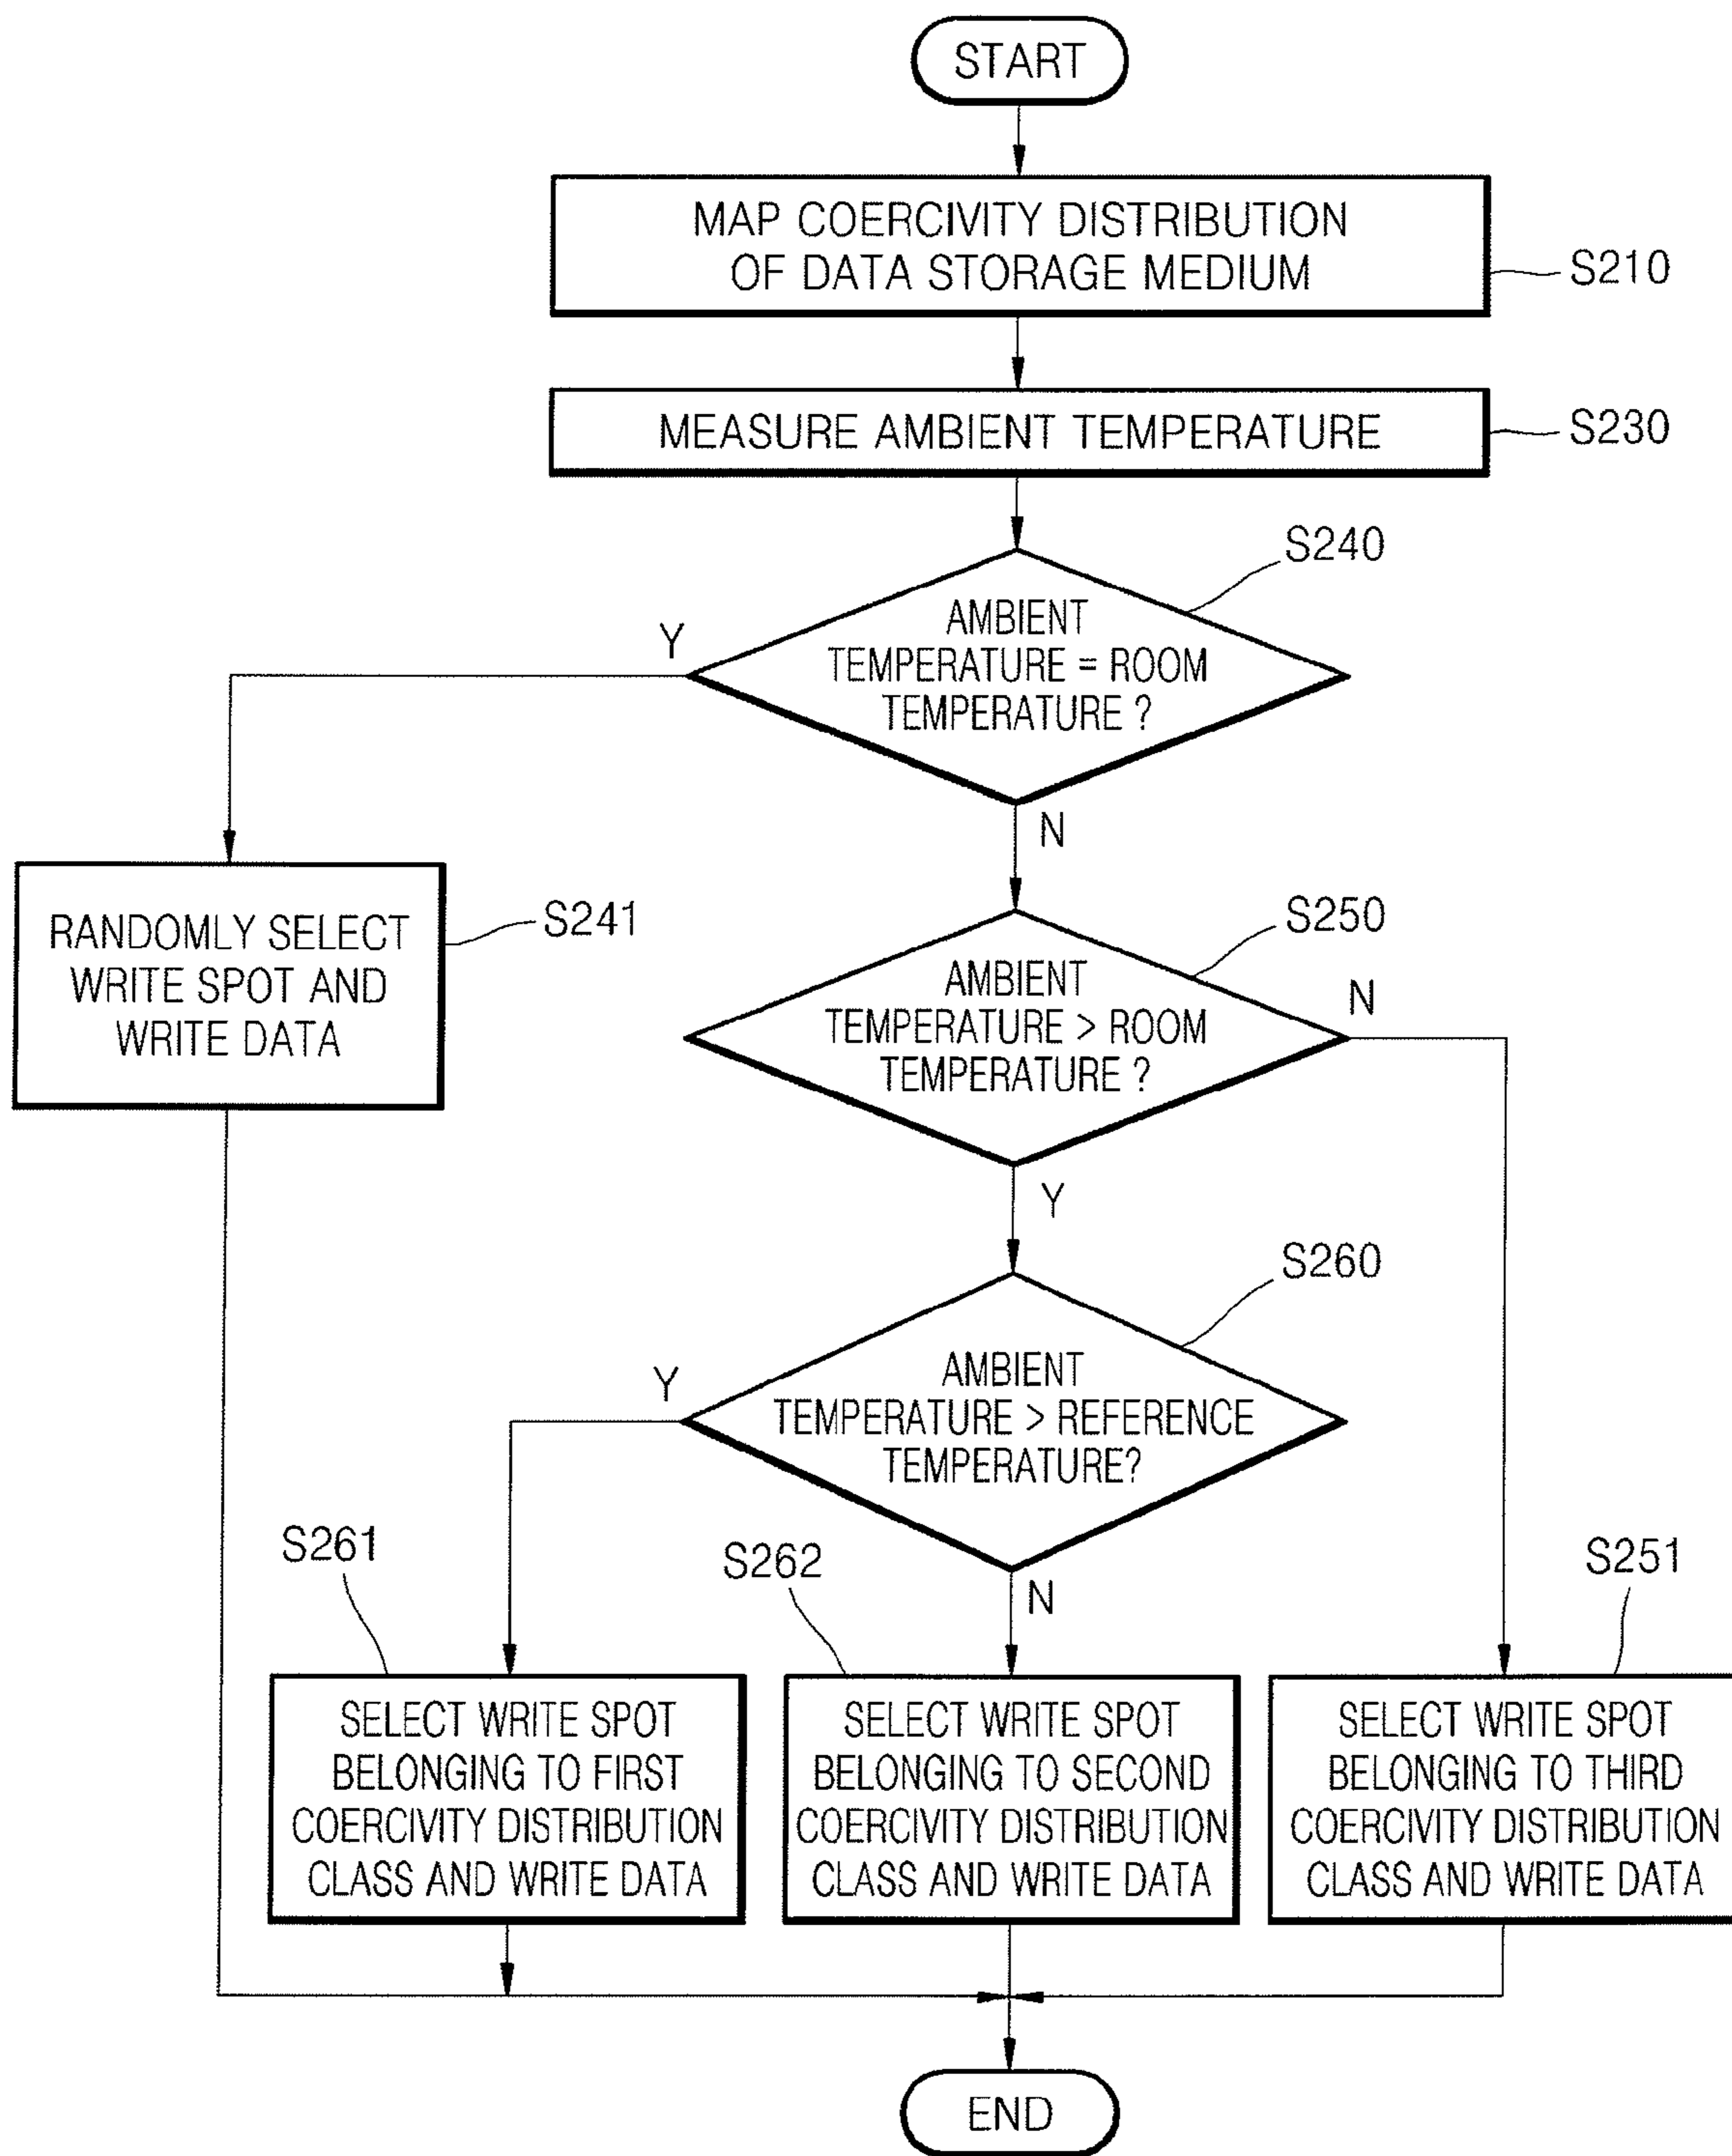 START
MAP COERCIVITY DISTRIBUTION
OF DATA STORAGE MEDIUM
S210
MEASURE AMBIENT TEMPERATURE
S230
S240
AMBIENT
TEMPERATURE = ROOM
TEMPERATURE ?
Y
N
RANDOMLY SELECT
WRITE SPOT AND
WRITE DATA
S241
S250
AMBIENT
TEMPERATURE > ROOM
TEMPERATURE ?
N
Y
S260
AMBIENT
TEMPERATURE > REFERENCE
TEMPERATURE?
Y
N
S261
SELECT WRITE SPOT
BELONGING TO FIRST
COERCIVITY DISTRIBUTION
CLASS AND WRITE DATA
S262
SELECT WRITE SPOT
BELONGING TO SECOND
COERCIVITY DISTRIBUTION
CLASS AND WRITE DATA
S251
SELECT WRITE SPOT
BELONGING TO THIRD
COERCIVITY DISTRIBUTION
CLASS AND WRITE DATA
END